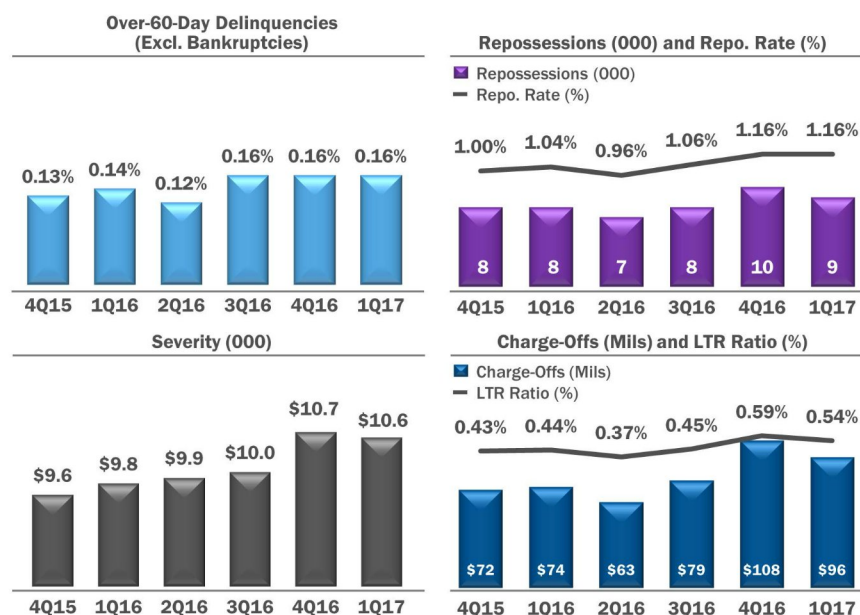 Over-60-Day Delinquencies
(Excl. Bankruptcies)
0.13% 0.14% 0.12% 0.16% 0.16% 0.16%
4Q15 1Q16 2Q16 3Q16 4Q16 1Q17
Repossessions (000) and Repo. Rate (%)
Repossessions (000)
Repo. Rate (%)
1.00% 1.04% 0.96% 1.06% 1.16% 1.16%
8 8 7 8 10 9
4Q15 1Q16 2Q16 3Q16 4Q16 1Q17
Severity (000)
$9.6 $9.8 $9.9 $10.0 $10.7 $10.6
4Q15 1Q16 2Q16 3Q16 4Q16 1Q17
Charge-Offs (Mils) and LTR Ratio (%)
Charge-Offs (Mils)
LTR Ratio (%)
0.43% 0.44% 0.37% 0.45% 0.59% 0.54%
$72 $74 $63 $79 $108 $96
4Q15 1Q16 2Q16 3Q16 4Q16 1Q17